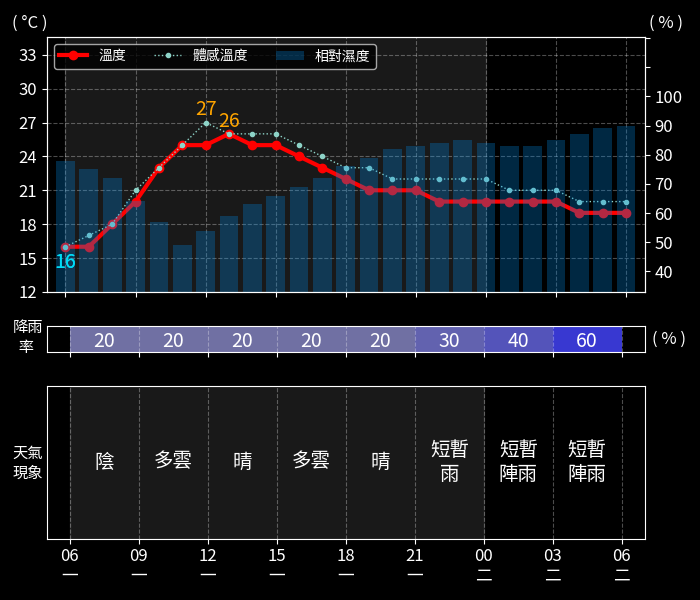 ( °C )
( % )
溫度
體感溫度
相對濕度
33
30
27
24
21
18
15
12
100
90
80
70
60
50
40
27
26
16
降雨
率
20
20
20
20
20
30
40
60
( % )
天氣
現象
陰
多雲
晴
多雲
晴
短暫
雨
短暫
陣雨
短暫
陣雨
06
09
12
15
18
21
00
03
06
一
一
一
一
一
一
二
二
二